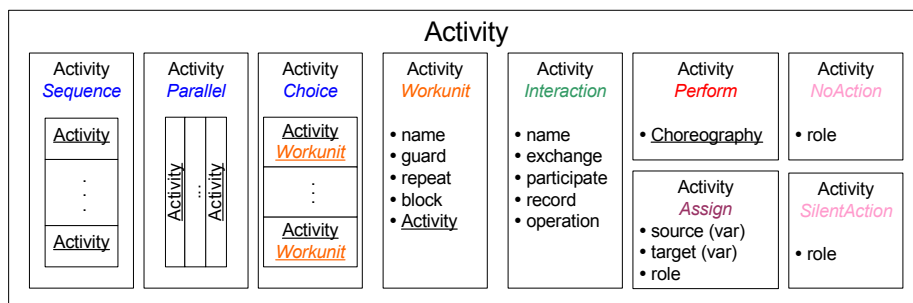 Activity
Activity
Sequence
Activity
.
.
.
Activity
Activity
Parallel
Activity
...
Activity
Activity
Choice
Activity
Workunit
.
.
.
Activity
Workunit
Activity
Workunit
• name
• guard
• repeat
• block
• Activity
Activity
Interaction
• name
• exchange
• participate
• record
• operation
Activity
Perform
• Choreography
Activity
Assign
• source (var)
• target (var)
• role
Activity
NoAction
• role
Activity
SilentAction
• role